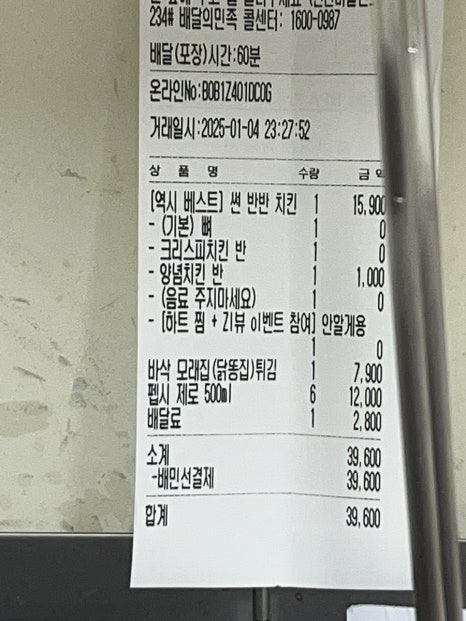 234# 배달의민족 콜센터: 1600-0987
배달(포장)시간:60분
온라인No:B0B1Z401DC0G
거래일시:2025-01-04 23:27:52
상 품 명 수량 금 액
[역시 베스트] 썬 반반 치킨 1 15,900
- (기본) 뼈 1 0
- 크리스피치킨 반 1 0
- 양념치킨 반 1 1,000
- (음료 주지마세요) 1 0
- [하트 찜 + 리뷰 이벤트 참여] 안할게용
1 0
바삭 모래집(닭똥집)튀김 1 7,900
펩시 제로 500ml 6 12,000
배달료 1 2,800
소계 39,600
-배민선결제 39,600
합계 39,600